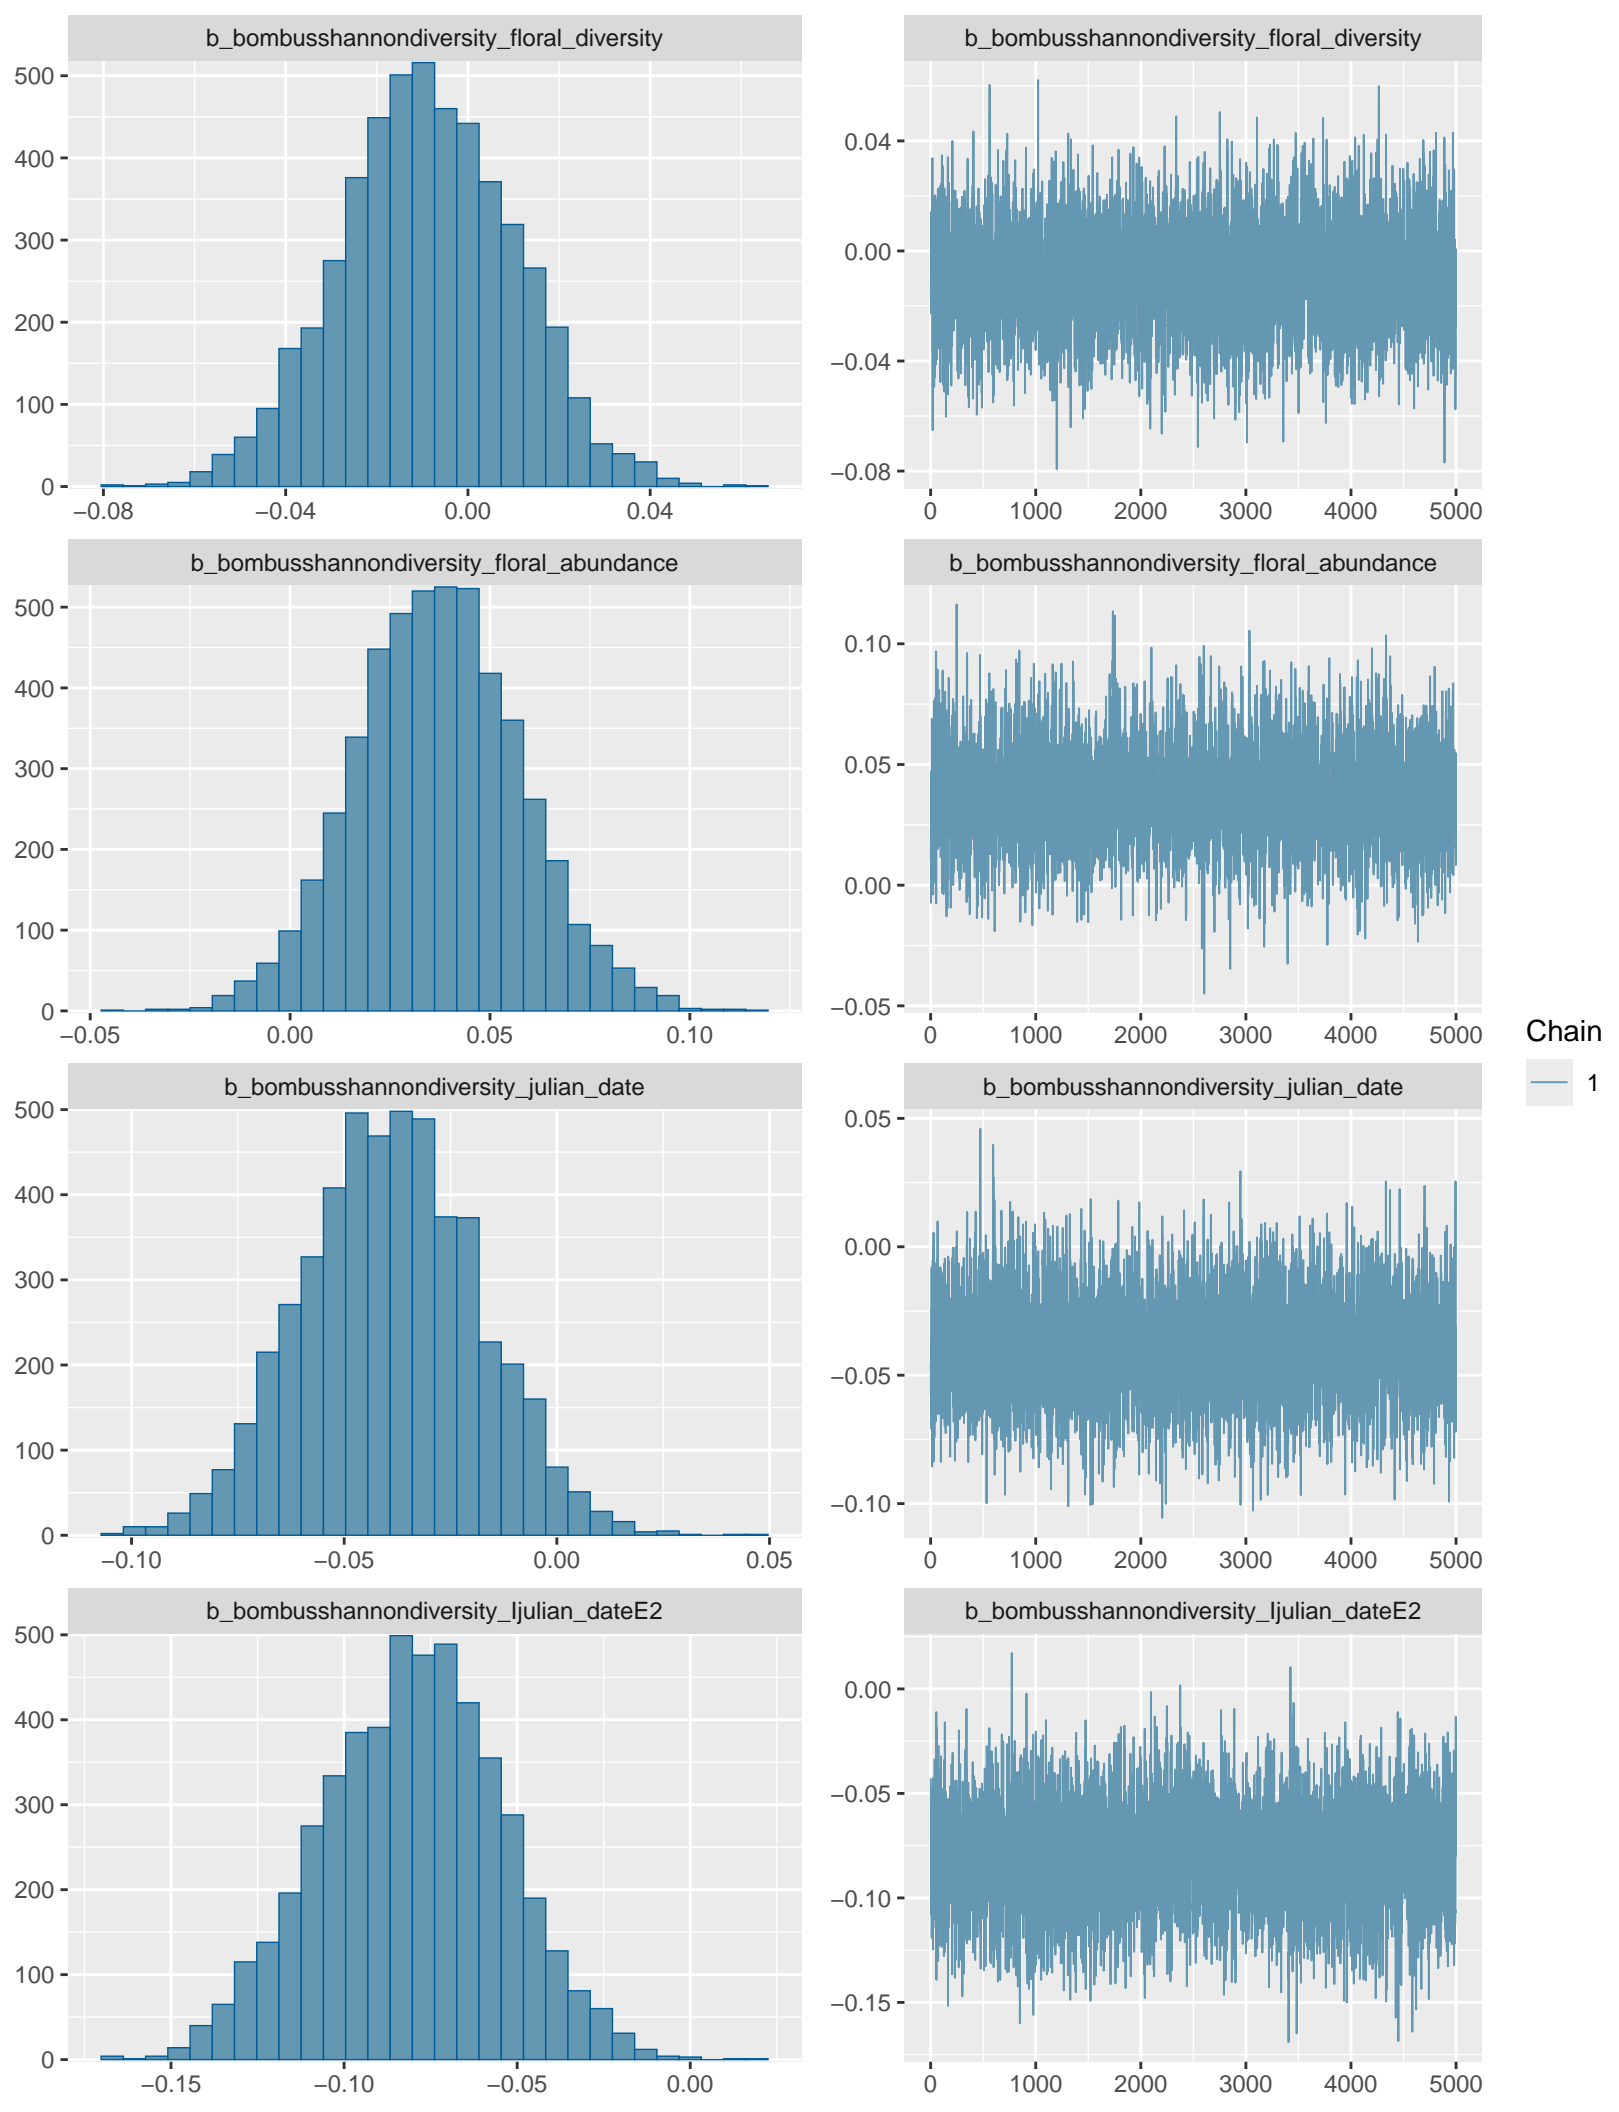 b_bombusshannondiversity_floral_diversity
500
400
300
200
100
0
−0.08 −0.04 0.00 0.04
b_bombusshannondiversity_floral_diversity
0.04
0.00
−0.04
−0.08
0 1000 2000 3000 4000 5000
b_bombusshannondiversity_floral_abundance
500
400
300
200
100
0
−0.05 0.00 0.05 0.10
b_bombusshannondiversity_floral_abundance
0.10
0.05
0.00
−0.05
0 1000 2000 3000 4000 5000
b_bombusshannondiversity_julian_date
500
400
300
200
100
0
−0.10 −0.05 0.00 0.05
b_bombusshannondiversity_julian_date
0.05
0.00
−0.05
−0.10
0 1000 2000 3000 4000 5000
b_bombusshannondiversity_Ijulian_dateE2
500
400
300
200
100
0
−0.15 −0.10 −0.05 0.00
b_bombusshannondiversity_Ijulian_dateE2
0.00
−0.05
−0.10
−0.15
0 1000 2000 3000 4000 5000
Chain
1